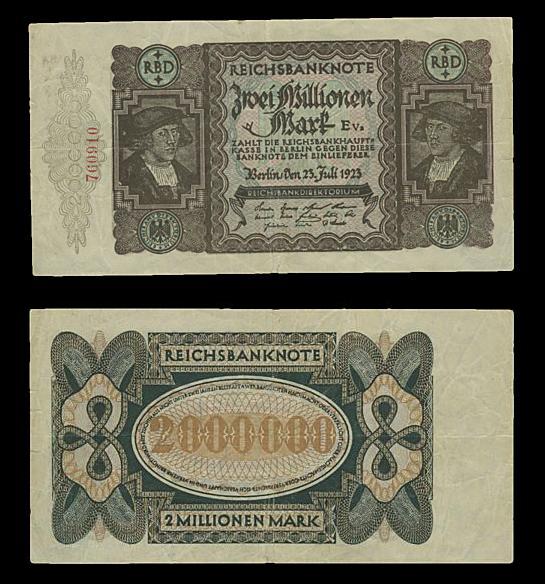 RBD
RBD
REICHSBANKNOTE
Zwei Millionen
Mark Ev.
ZAHLT DIE REICHSBANKHAUPT-
KASSE IN BERLIN GEGEN DIESE
BANKNOTE DEM EINLIEFERER
Berlin, den 23. Juli 1923
REICHSBANKDIREKTORIUM
760910
REICHSBANKNOTE
2000000
2 MILLIONEN MARK